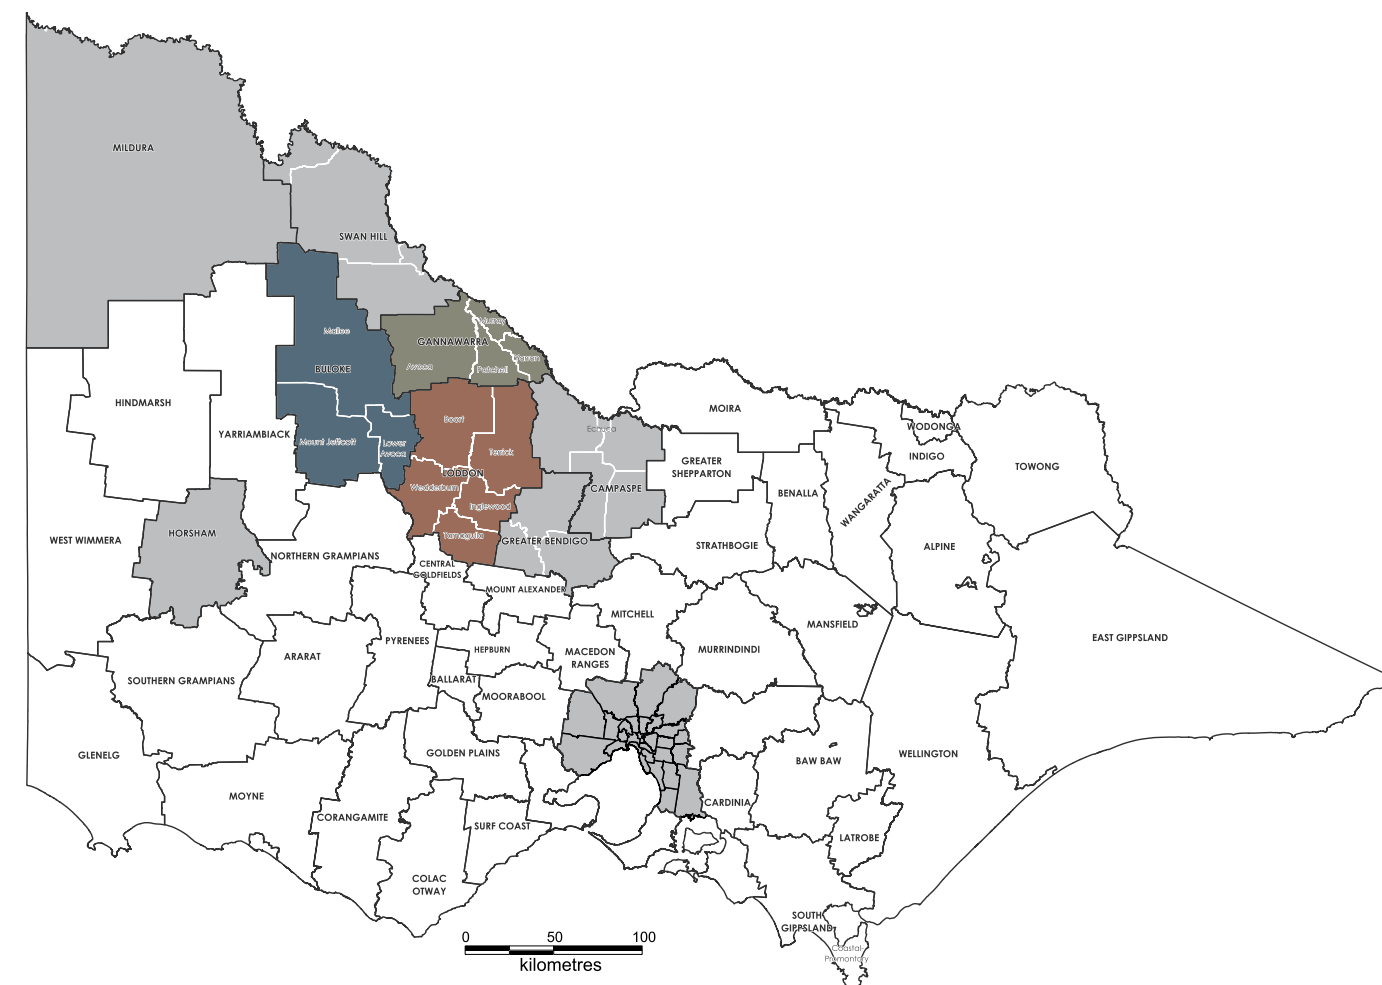 MILDURA
SWAN HILL
Murray
GANNAWARRA
Yarran
Mallee
Avoca
Patchell
BULOKE
HINDMARSH
YARRIAMBIACK
Mount Jeffcott
Lower
Avoca
Boort
Terrick
LODDON
Wedderburn
Inglewood
Tarnagulla
Echuca
CAMPASPE
MOIRA
GREATER
SHEPPARTON
WODONGA
INDIGO
TOWONG
BENALLA
WANGARATTA
WEST WIMMERA
HORSHAM
NORTHERN GRAMPIANS
GREATER BENDIGO
STRATHBOGIE
ALPINE
CENTRAL
GOLDFIELDS
MOUNT ALEXANDER
MITCHELL
MANSFIELD
EAST GIPPSLAND
PYRENEES
HEPBURN
MACEDON
RANGES
MURRINDINDI
ARARAT
SOUTHERN GRAMPIANS
BALLARAT
MOORABOOL
GLENELG
GOLDEN PLAINS
WELLINGTON
BAW BAW
MOYNE
CORANGAMITE
SURF COAST
CARDINIA
LATROBE
COLAC
OTWAY
SOUTH
GIPPSLAND
Coastal-
Promontory
0 50 100
kilometres